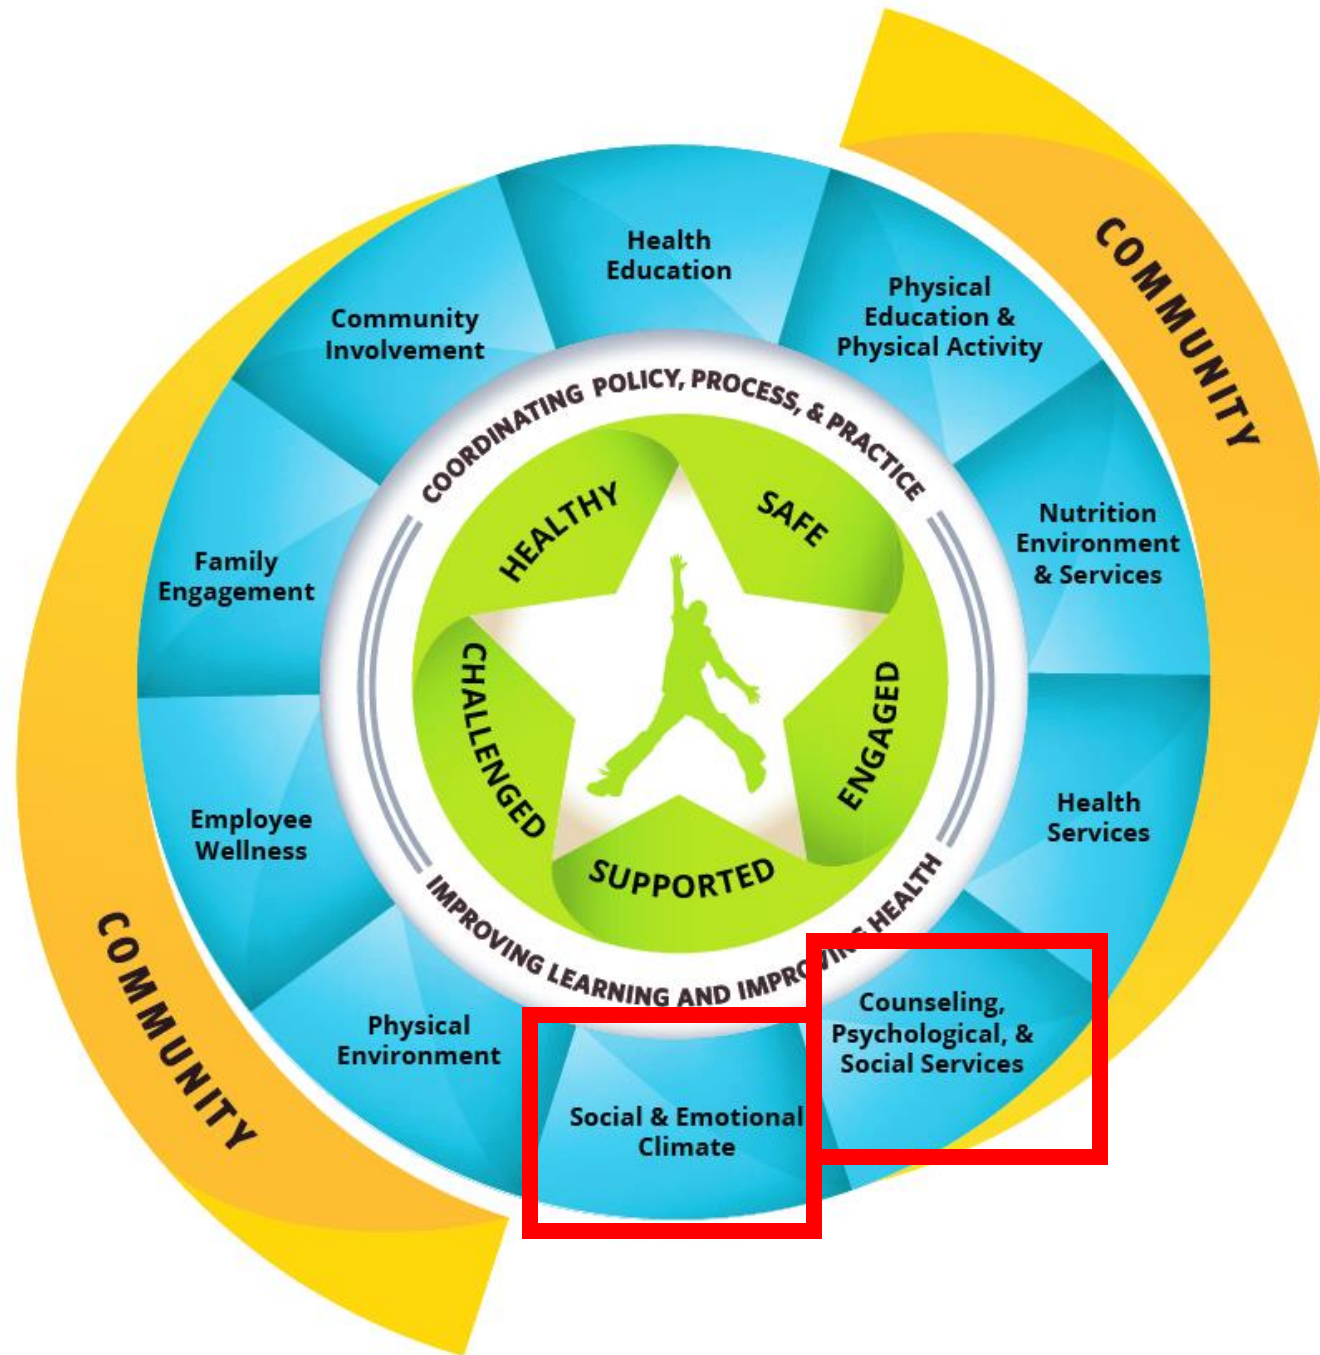 COMMUNITY
Health
Education
Physical
Education &
Physical Activity
Nutrition
Environment
& Services
Health
Services
Counseling,
Psychological, &
Social Services
Social & Emotional
Climate
Physical
Environment
Employee
Wellness
Family
Engagement
Community
Involvement
COMMUNITY
COORDINATING POLICY, PROCESS, & PRACTICE
IMPROVING LEARNING AND IMPROVING HEALTH
HEALTHY
SAFE
ENGAGED
SUPPORTED
CHALLENGED